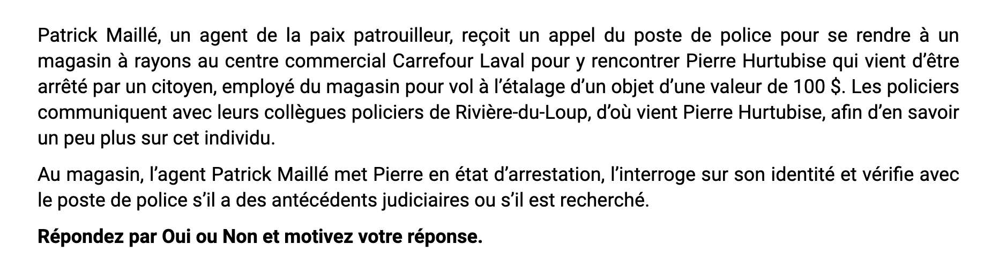 Patrick Maillé, un agent de la paix patrouilleur, reçoit un appel du poste de police pour se rendre à un
magasin à rayons au centre commercial Carrefour Laval pour y rencontrer Pierre Hurtubise qui vient d’être
arrêté par un citoyen, employé du magasin pour vol à l’étalage d’un objet d’une valeur de 100 $. Les policiers
communiquent avec leurs collègues policiers de Rivière-du-Loup, d’où vient Pierre Hurtubise, afin d’en savoir
un peu plus sur cet individu.
Au magasin, l’agent Patrick Maillé met Pierre en état d’arrestation, l’interroge sur son identité et vérifie avec
le poste de police s’il a des antécédents judiciaires ou s’il est recherché.
Répondez par Oui ou Non et motivez votre réponse.